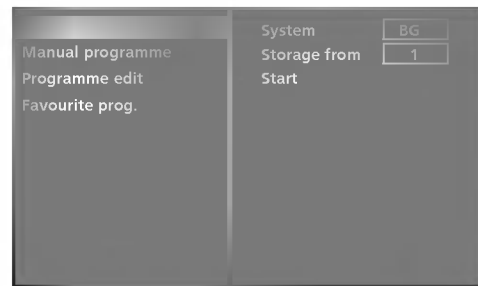 System BG
Manual programme
Storage from 1
Programme edit
Start
Favourite prog.